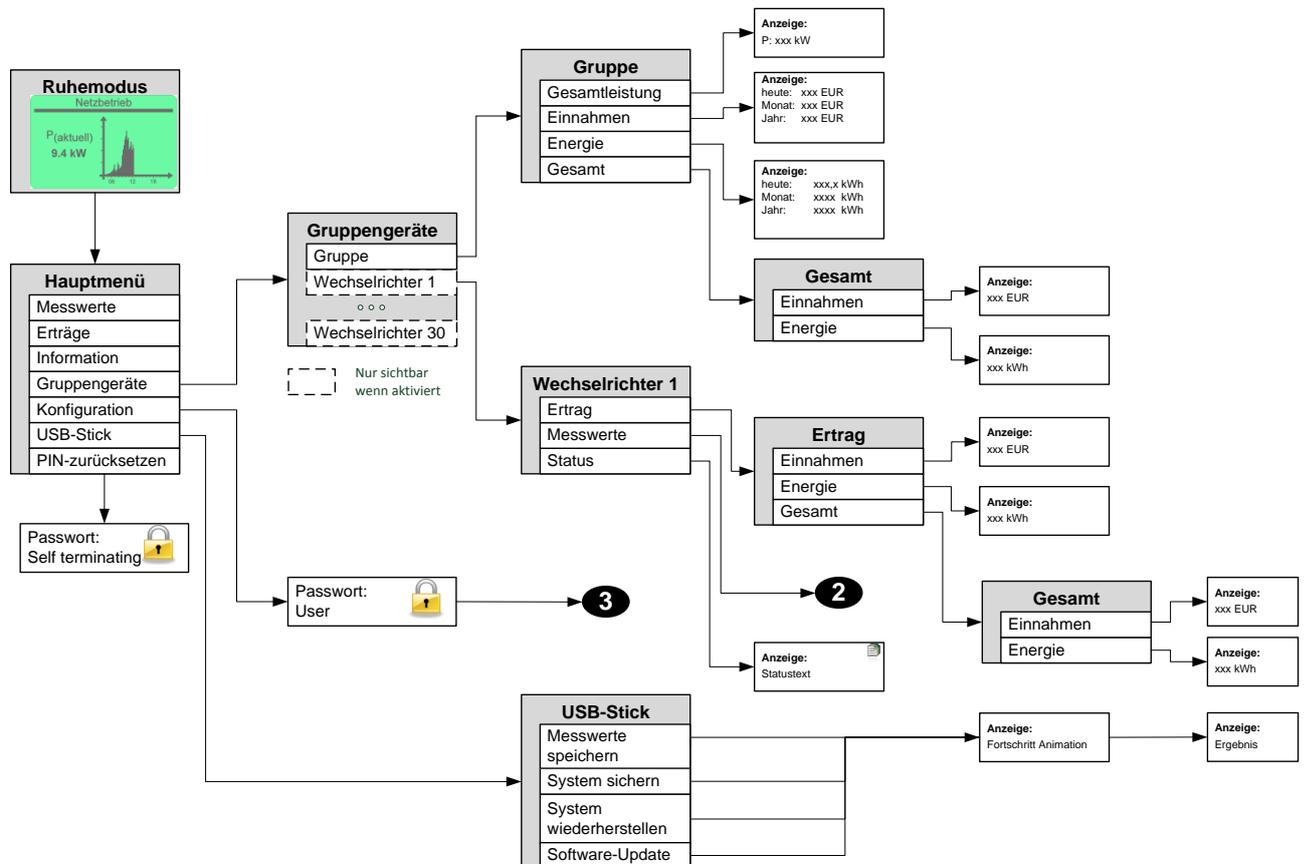 Ruhemodus
Netzbetrieb
P(aktuell)
9.4 kW
06 12 18
Hauptmenü
Messwerte
Erträge
Information
Gruppengeräte
Konfiguration
USB-Stick
PIN-zurücksetzen
Passwort:
Self terminating
Gruppengeräte
Gruppe
Wechselrichter 1
Wechselrichter 30
Nur sichtbar
wenn aktiviert
Passwort:
User
3
Gruppe
Gesamtleistung
Einnahmen
Energie
Gesamt
Anzeige:
P: xxx kW
Anzeige:
heute: xxx EUR
Monat: xxx EUR
Jahr: xxx EUR
Anzeige:
heute: xxx,x kWh
Monat: xxxx kWh
Jahr: xxxx kWh
Gesamt
Einnahmen
Energie
Anzeige:
xxx EUR
Anzeige:
xxx kWh
Wechselrichter 1
Ertrag
Messwerte
Status
Ertrag
Einnahmen
Energie
Gesamt
Anzeige:
xxx EUR
Anzeige:
xxx kWh
2
Gesamt
Einnahmen
Energie
Anzeige:
xxx EUR
Anzeige:
xxx kWh
Anzeige:
Statustext
USB-Stick
Messwerte
speichern
System sichern
System
wiederherstellen
Software-Update
Anzeige:
Fortschritt Animation
Anzeige:
Ergebnis